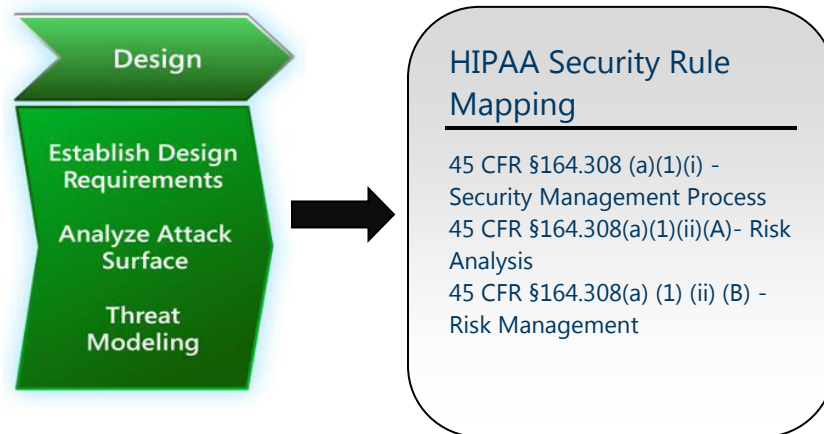 Design
Establish Design
Requirements
Analyze Attack
Surface
Threat
Modeling
HIPAA Security Rule
Mapping
45 CFR §164.308 (a)(1)(i) -
Security Management Process
45 CFR §164.308(a)(1)(ii)(A)- Risk
Analysis
45 CFR §164.308(a) (1) (ii) (B) -
Risk Management